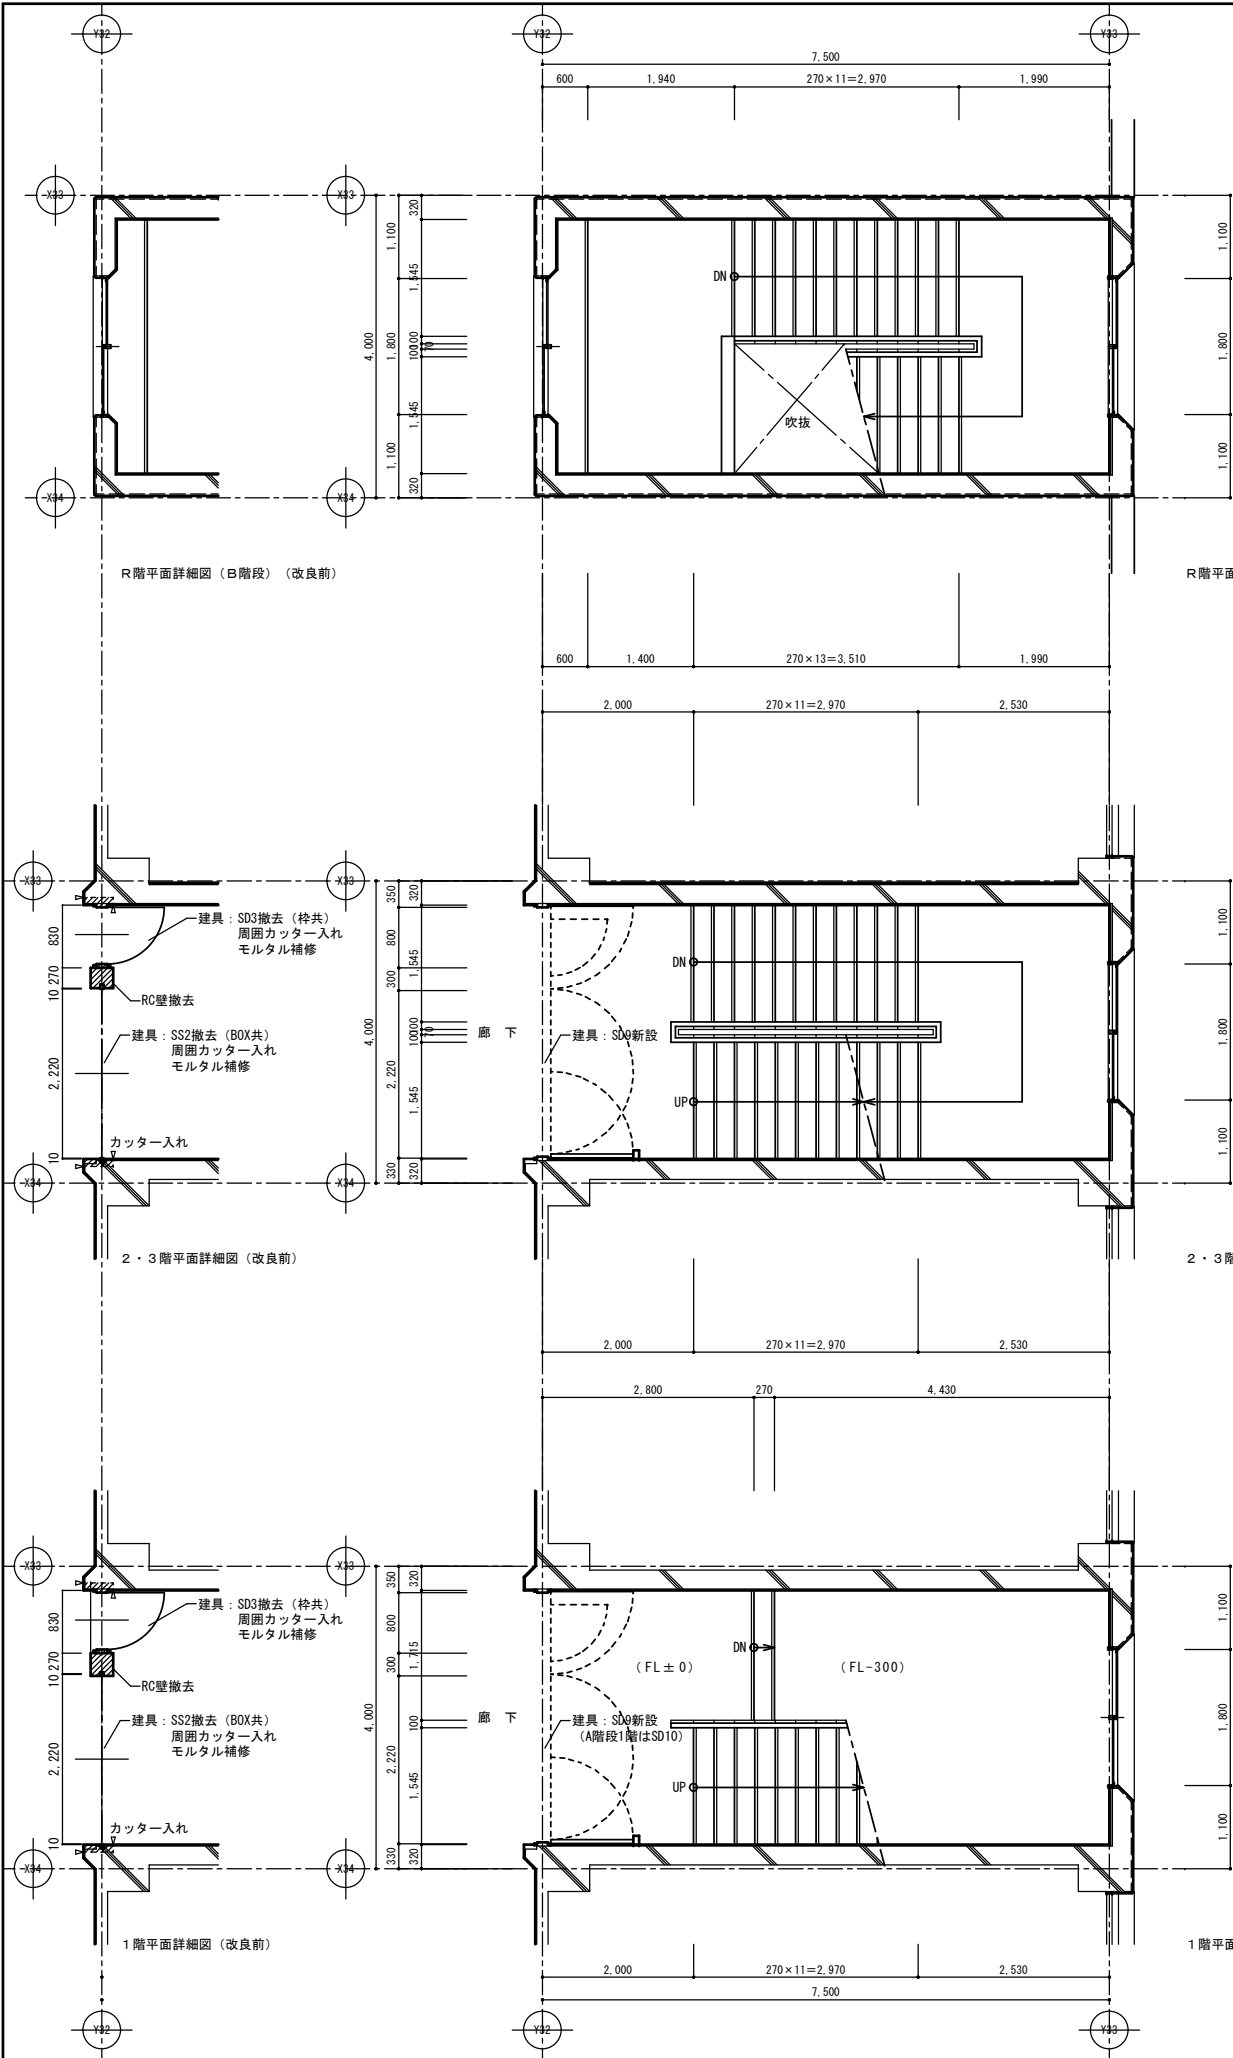 Y32
Y32
Y33
7,500
600
1,940
270×11=2,970
1,990
X33
X33
320
1,100
1,545
4,000
1,800
100
100
70
1,545
1,100
320
DN
吹抜
1,100
1,800
1,100
X34
X34
R階平面詳細図(B階段)(改良前)
R階平面
600
1,400
270×13=3,510
1,990
2,000
270×11=2,970
2,530
X33
X33
830
270
10
2,220
10
建具:SD3撤去(枠共)
周囲カッター入れ
モルタル補修
RC壁撤去
建具:SS2撤去(BOX共)
周囲カッター入れ
モルタル補修
カッター入れ
350
320
800
1,545
300
100
100
70
4,000
2,220
1,545
330
320
廊 下
建具:SD9新設
DN
UP
1,100
1,800
1,100
X34
X34
2・3階平面詳細図(改良前)
2・3階
2,000
270×11=2,970
2,530
2,800
270
4,430
X33
X33
830
270
10
2,220
10
建具:SD3撤去(枠共)
周囲カッター入れ
モルタル補修
RC壁撤去
建具:SS2撤去(BOX共)
周囲カッター入れ
モルタル補修
カッター入れ
350
320
800
1,715
300
100
4,000
2,220
1,545
330
320
廊 下
建具:SD9新設
(A階段1階はSD10)
(FL±0)
DN
(FL-300)
UP
1,100
1,800
1,100
X34
X34
1階平面詳細図(改良前)
1階平面
2,000
270×11=2,970
2,530
7,500
Y32
Y32
Y33